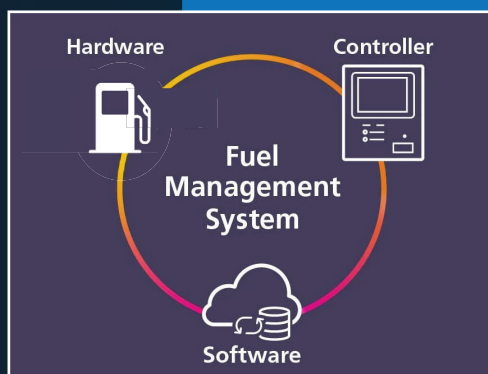 Hardware
Controller
Fuel
Management
System
Software